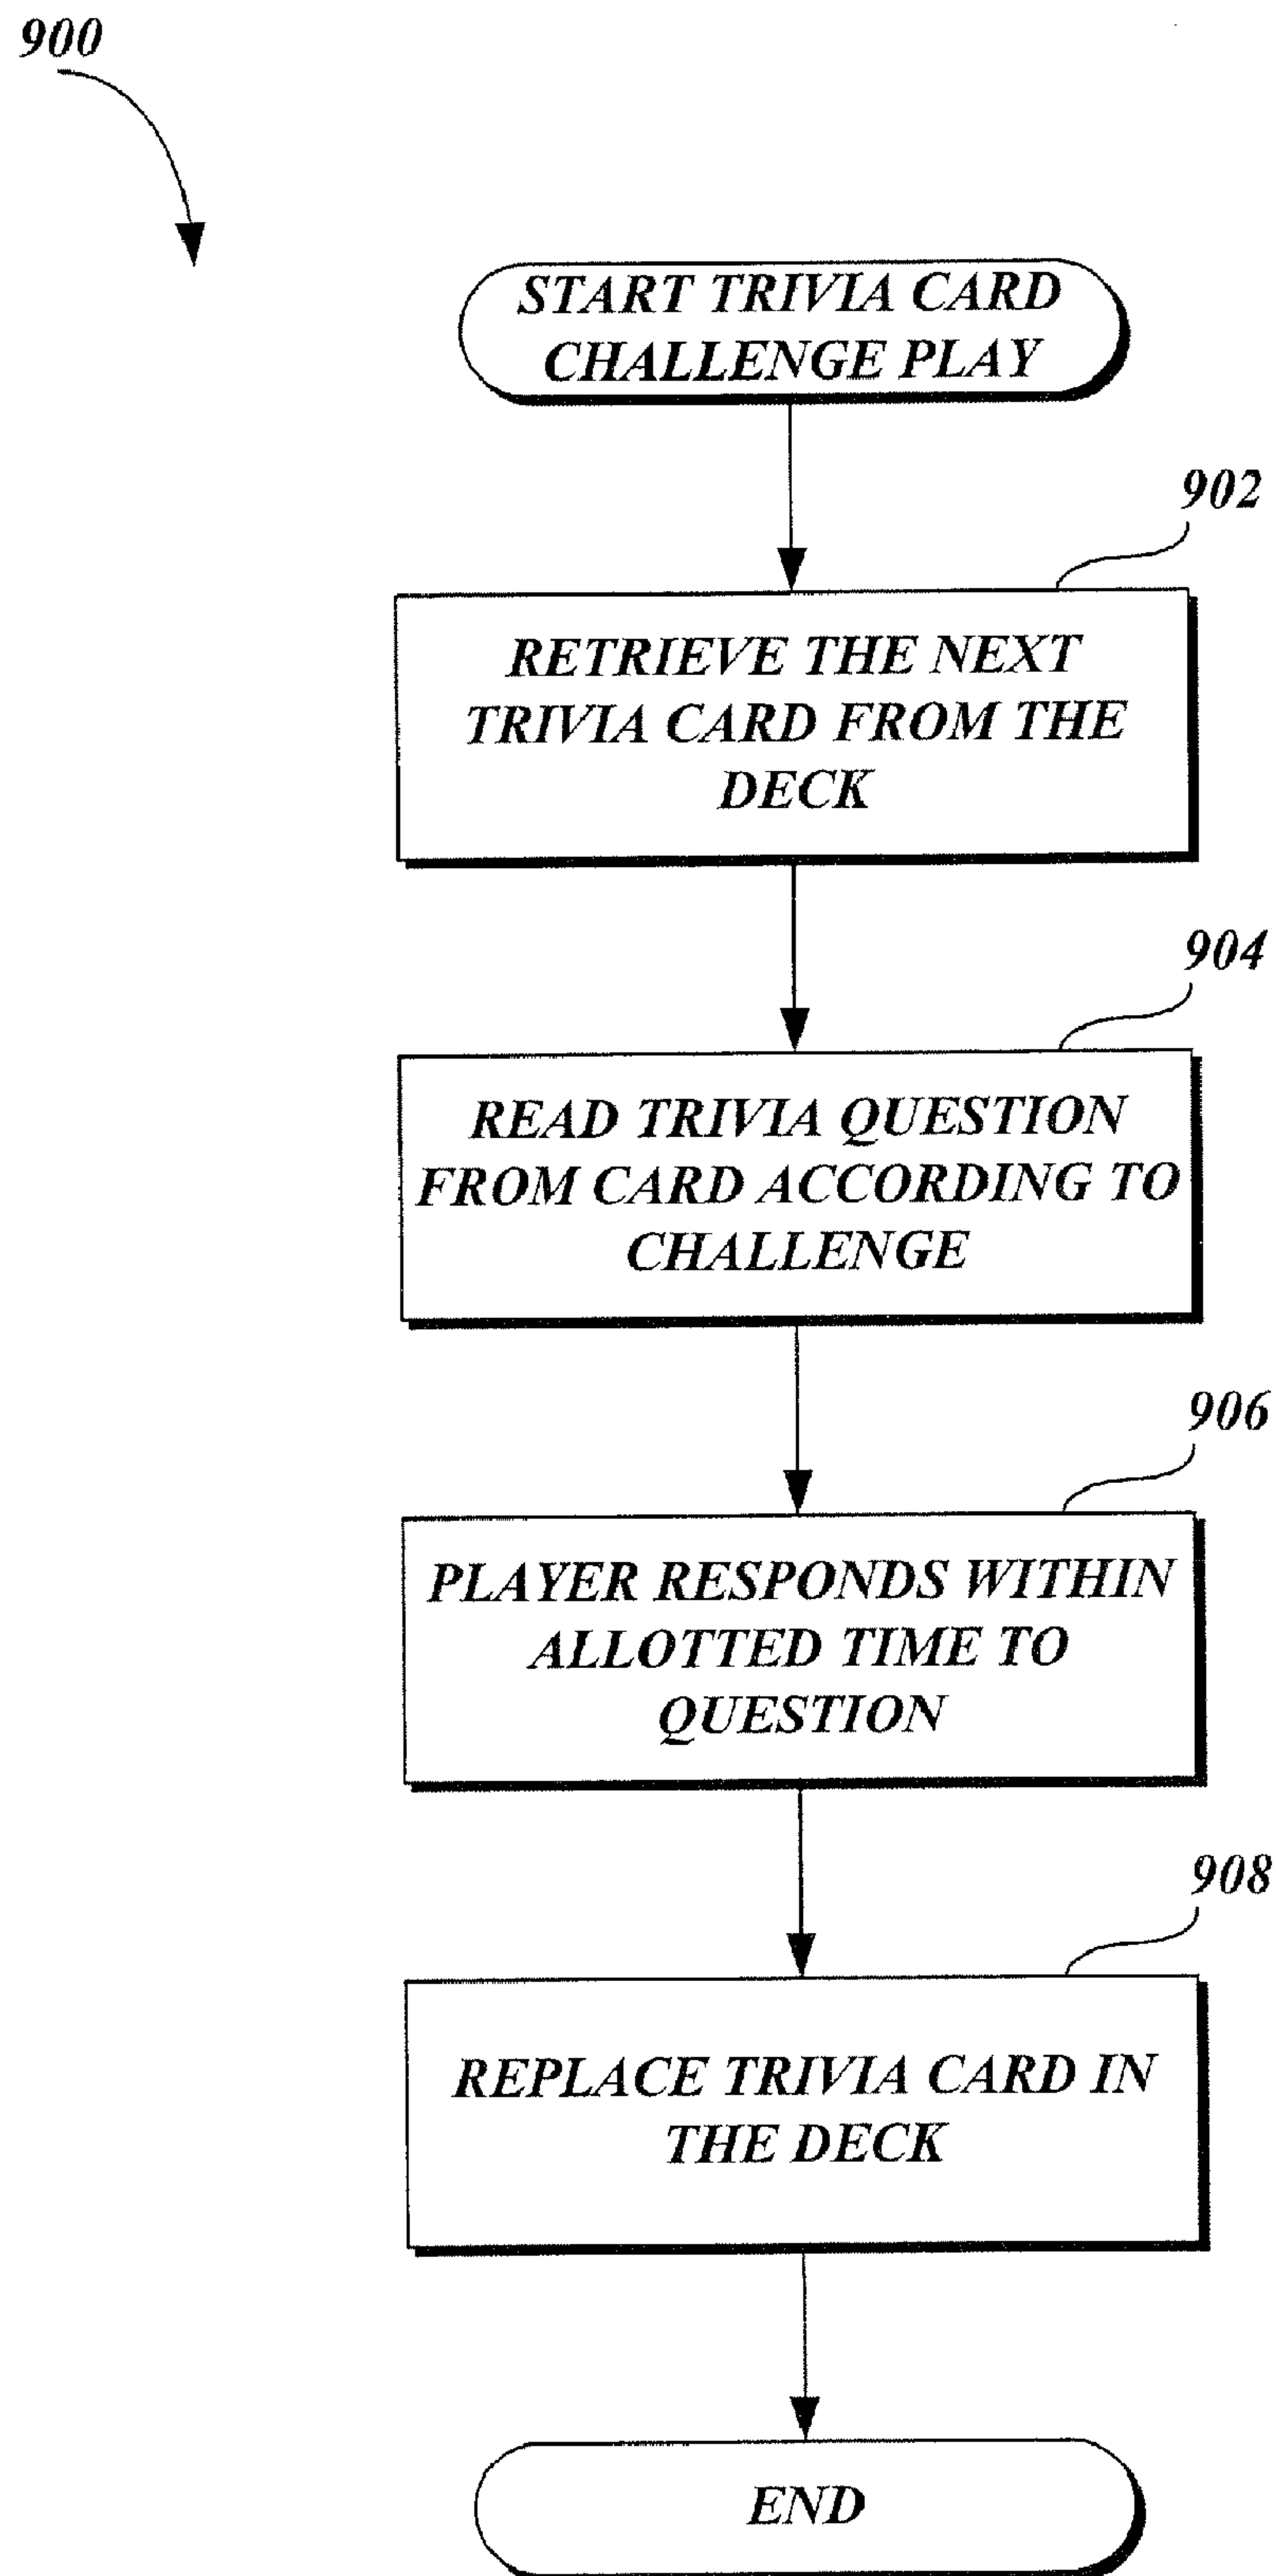 900
START TRIVIA CARD
CHALLENGE PLAY
902
RETRIEVE THE NEXT
TRIVIA CARD FROM THE
DECK
904
READ TRIVIA QUESTION
FROM CARD ACCORDING TO
CHALLENGE
906
PLAYER RESPONDS WITHIN
ALLOTTED TIME TO
QUESTION
908
REPLACE TRIVIA CARD IN
THE DECK
END